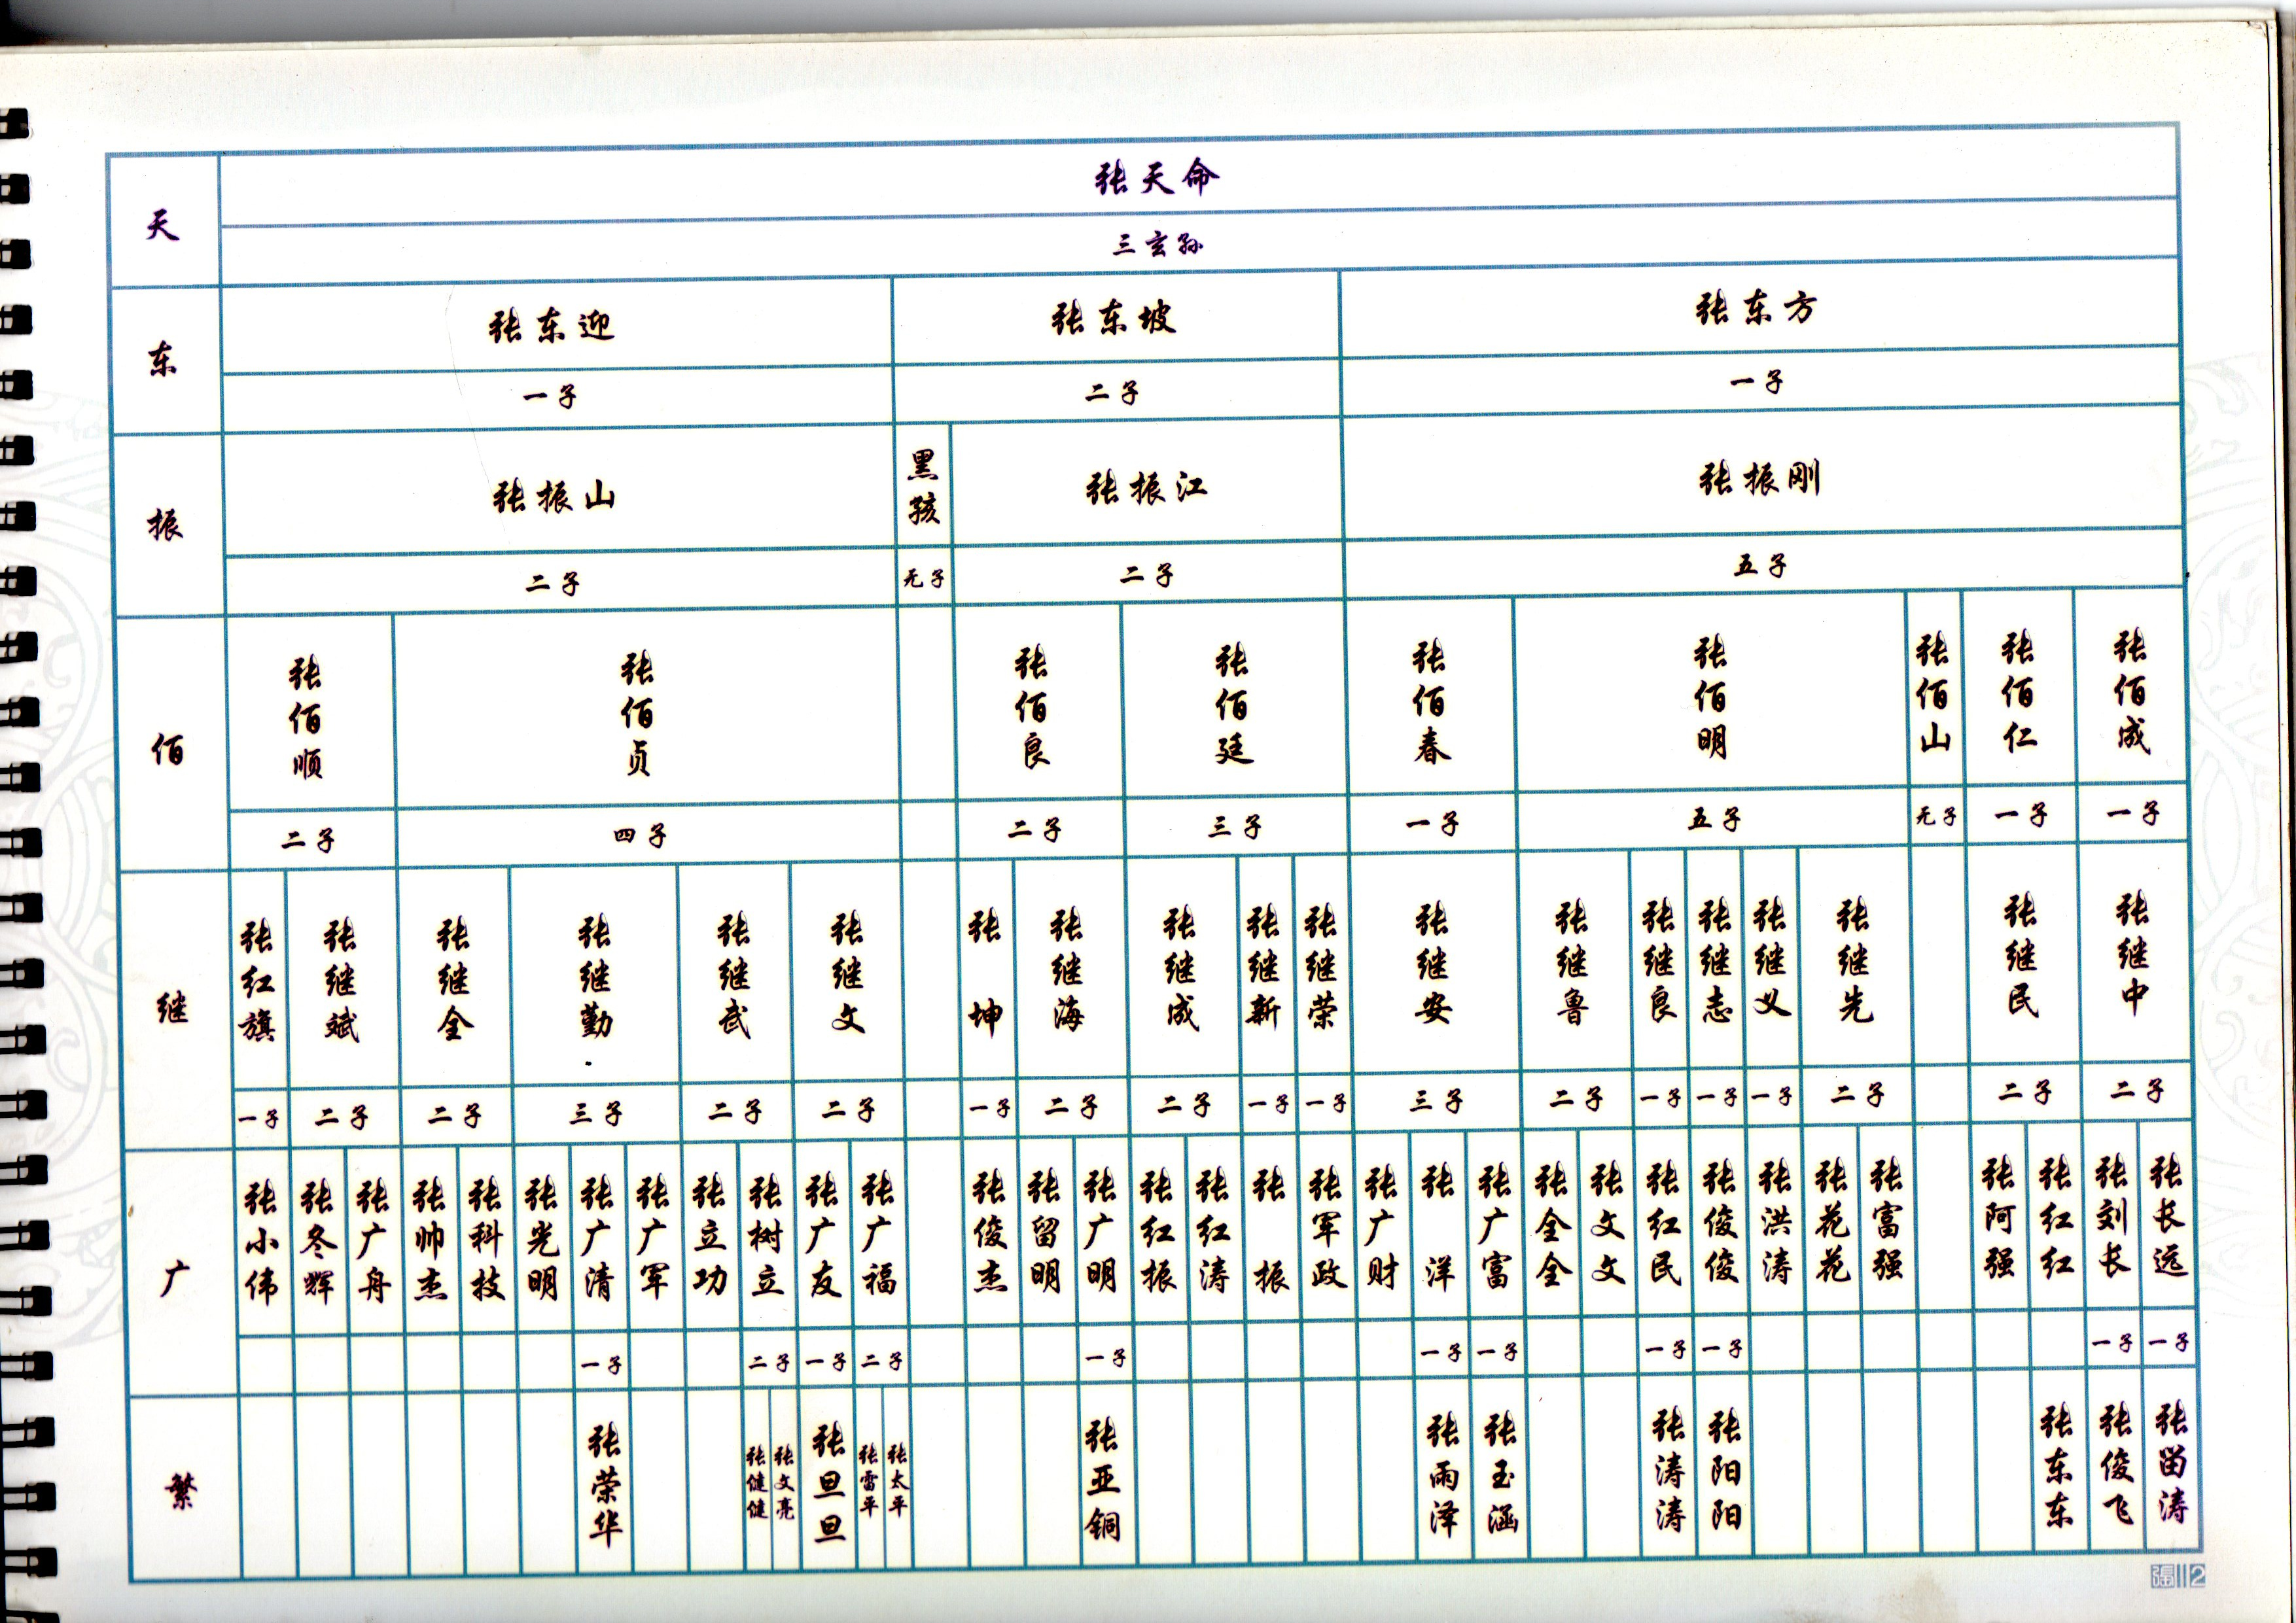 天
张天命
三玄孙
东
张东迎 张东坡 张东方
一子 二子 一子
振
张振山 黑孩 张振江 张振刚
二子 无子 二子 五子
佰
张佰顺 张佰贞 张佰良 张佰廷 张佰春 张佰明 张佰山 张佰仁 张佰成
二子 四子 二子 三子 一子 五子 无子 一子 一子
继
张红旗 张继斌 张继全 张继勤 张继武 张继文 张坤 张继海 张继成 张继新 张继荣 张继安 张继鲁 张继良 张继志 张继义 张继先 张继民 张继中
一子 二子 二子 三子 二子 二子 一子 二子 二子 一子 一子 三子 二子 一子 一子 一子 二子 二子 二子
广
张小伟 张冬辉 张广舟 张帅杰 张科技 张光明 张广清 张广军 张立功 张树立 张广友 张广福 张俊杰 张留明 张广明 张红振 张红涛 张振 张军政 张广财 张洋 张广富 张全全 张文文 张红民 张俊俊 张洪涛 张花花 张富强 张阿强 张红红 张刘长 张长远
一子 二子 一子 二子 一子 一子 一子 一子 一子 一子 一子
繁
张荣华 张健健 张文亮 张旦旦 张雷平 张太平 张亚铜 张雨泽 张玉涵 张涛涛 张阳阳 张东东 张俊飞 张留涛
张112